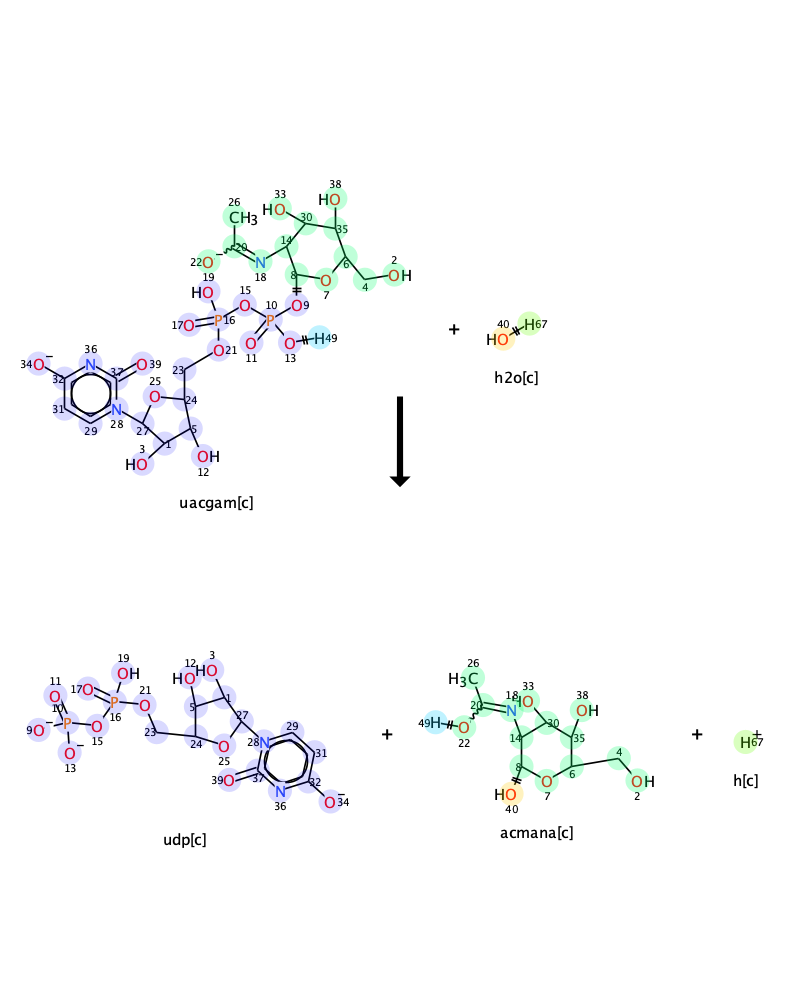 38
26 33 HO
CH3 HO 30 35
20 14
22 O − N 6 2
19 18 8 O 4 OH
HO 15 7
O 10 O 9
17 O P 16 P
O 11 O 13 H 49
O 21
+
40 H 67
HO
h2o[c]
36 23
34 O − N 37 O 39
32 25 O 24
31 N
29 28 27 5
3 1 OH
HO 12
uacgam[c]
19 12 3
11 17 OH HO HO
O 10 O P 21 5 1
9 O − P O 16 O 27 29
O − 15 23 24 O N 31
13 25 28
39 O 37 32
N O − 34
36
udp[c]
+
26
H3C 33 38
20 18 HO OH
49 H N 30
O 14 35
22 4
8 6
HO O OH
40 7 2
acmana[c]
+
H + 67
h[c]